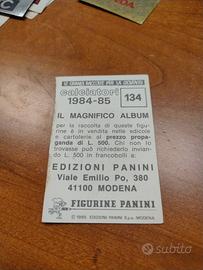 LE GRANDI RACCOLTE PER LA GIOVENTÙ
calciatori
1984-85
134
IL MAGNIFICO ALBUM
per la raccolta di queste figurine
è in vendita nelle edicole
e cartolerie al prezzo propaganda
di L. 500. Chi non lo
trovasse può richiederlo inviando
L. 500 in francobolli a:
EDIZIONI PANINI
Viale Emilio Po, 380
41100 MODENA
FIGURINE PANINI
© 1985 EDIZIONI PANINI S.p.A. MODENA
subito